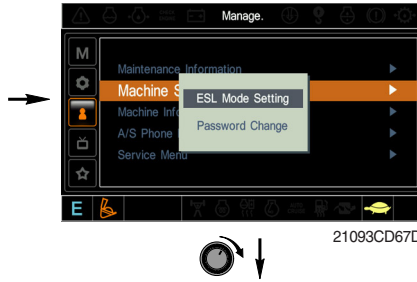 Manage.
M
Maintenance Information
Machine S
ESL Mode Setting
Machine Info
Password Change
A/S Phone
Service Menu
E
21093CD67D